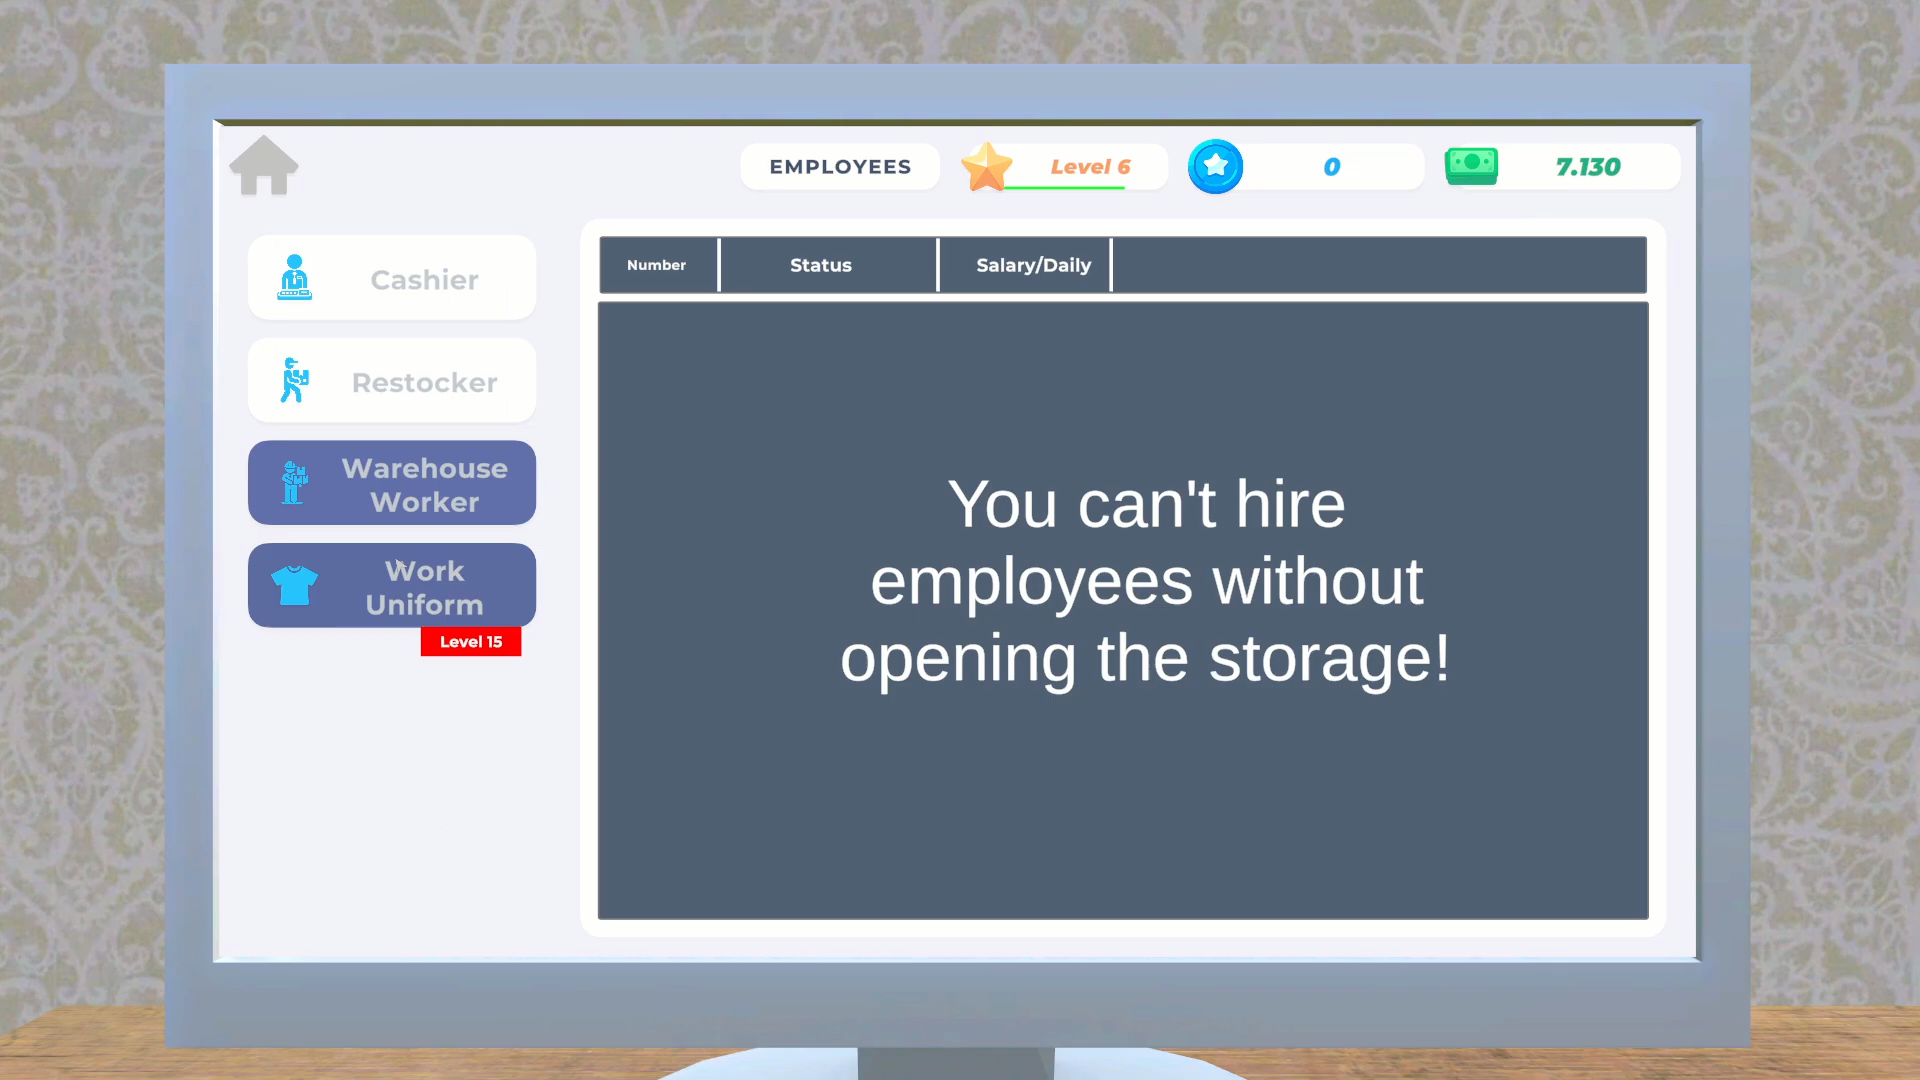 EMPLOYEES
Level 6
0
7.130
Cashier
Restocker
Warehouse
Worker
Work
Uniform
Level 15
Number
Status
Salary/Daily
You can't hire
employees without
opening the storage!